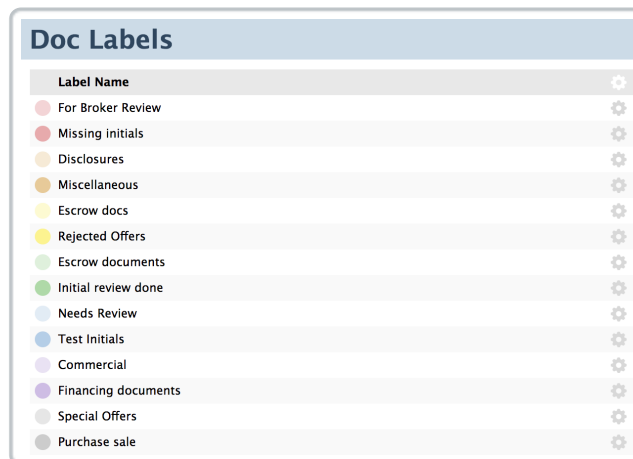 Doc Labels
Label Name
For Broker Review
Missing initials
Disclosures
Miscellaneous
Escrow docs
Rejected Offers
Escrow documents
Initial review done
Needs Review
Test Initials
Commercial
Financing documents
Special Offers
Purchase sale